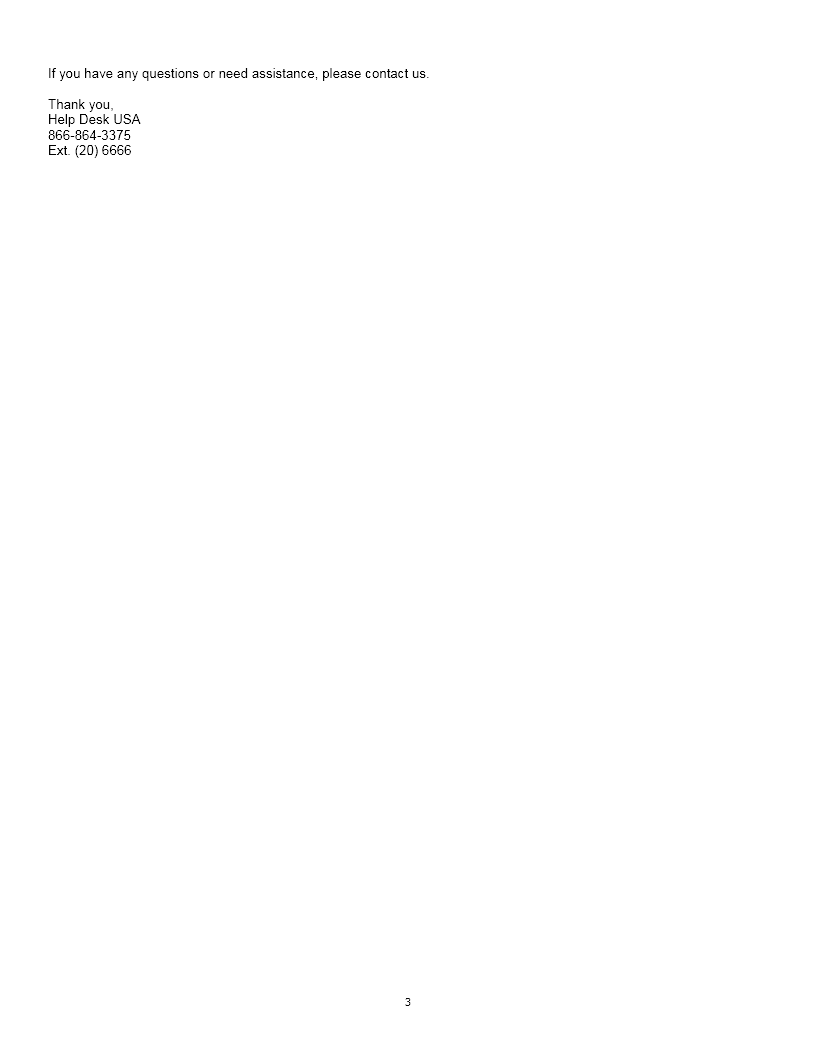 If you have any questions or need assistance, please contact us.
Thank you,
Help Desk USA
866-864-3375
Ext. (20) 6666
3